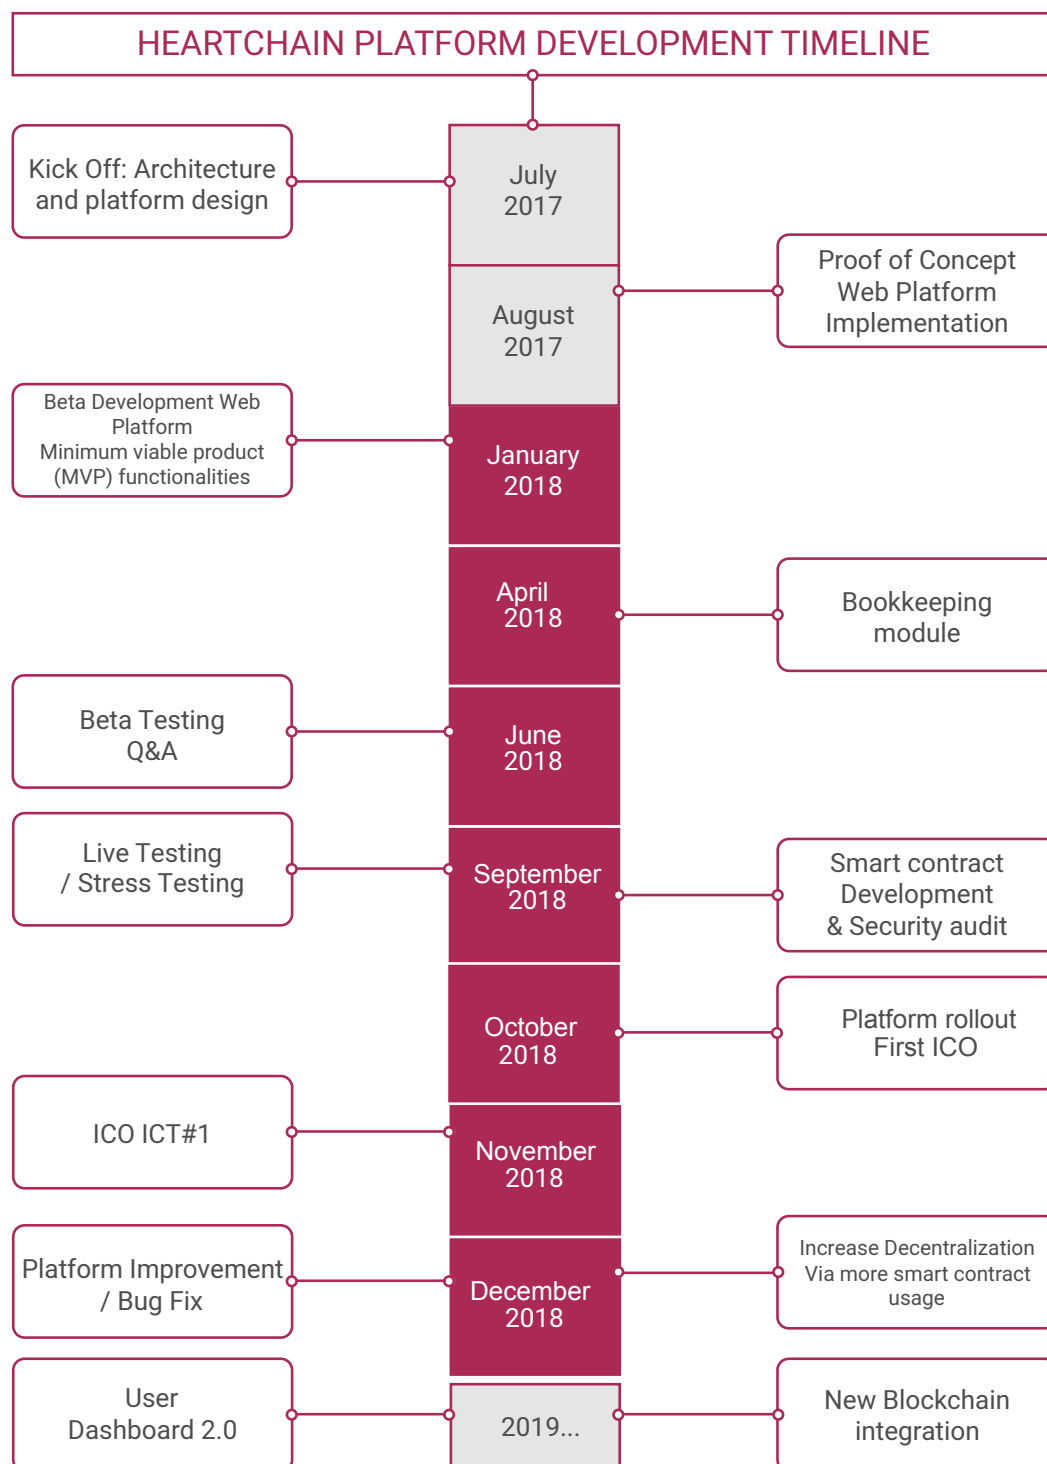 HEARTCHAIN PLATFORM DEVELOPMENT TIMELINE
Kick Off: Architecture
and platform design
July
2017
Proof of Concept
Web Platform
Implementation
August
2017
Beta Development Web
Platform
Minimum viable product
(MVP) functionalities
January
2018
April
2018
Bookkeeping
module
Beta Testing
Q&A
June
2018
Live Testing
/ Stress Testing
September
2018
Smart contract
Development
& Security audit
October
2018
Platform rollout
First ICO
ICO ICT#1
November
2018
Platform Improvement
/ Bug Fix
December
2018
Increase Decentralization
Via more smart contract
usage
User
Dashboard 2.0
2019...
New Blockchain
integration